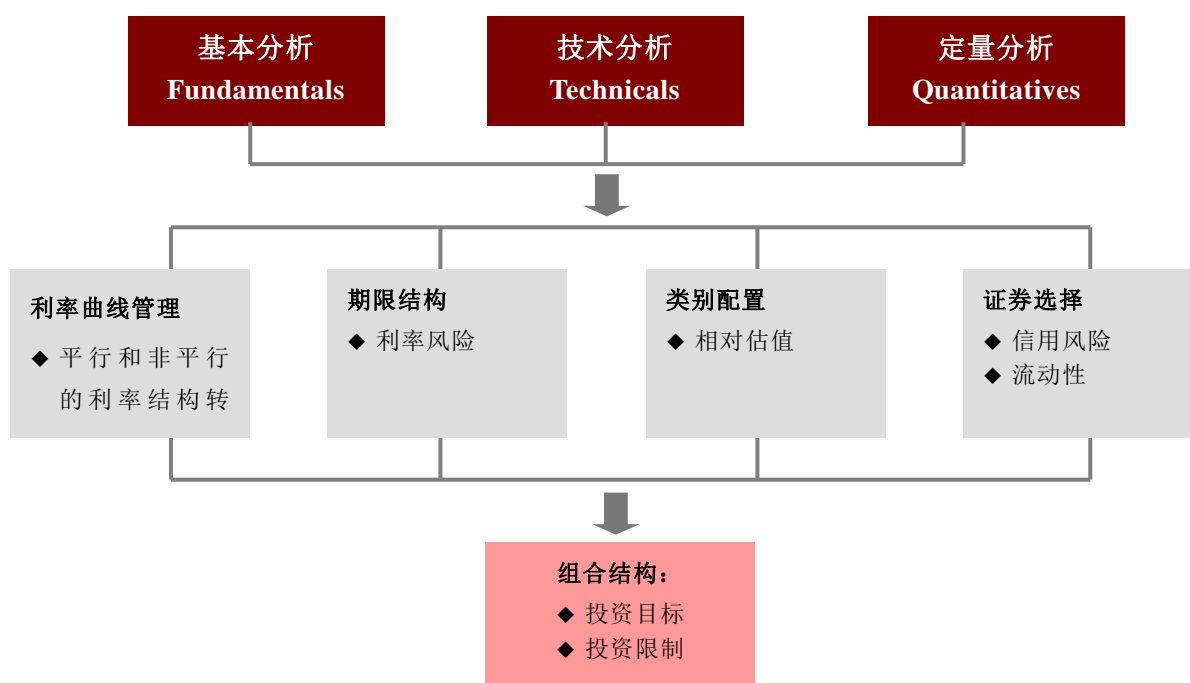 基本分析
Fundamentals
技术分析
Technicals
定量分析
Quantitatives
利率曲线管理
◆ 平行和非平行
的利率结构转
期限结构
◆ 利率风险
类别配置
◆ 相对估值
证券选择
◆ 信用风险
◆ 流动性
组合结构：
◆ 投资目标
◆ 投资限制